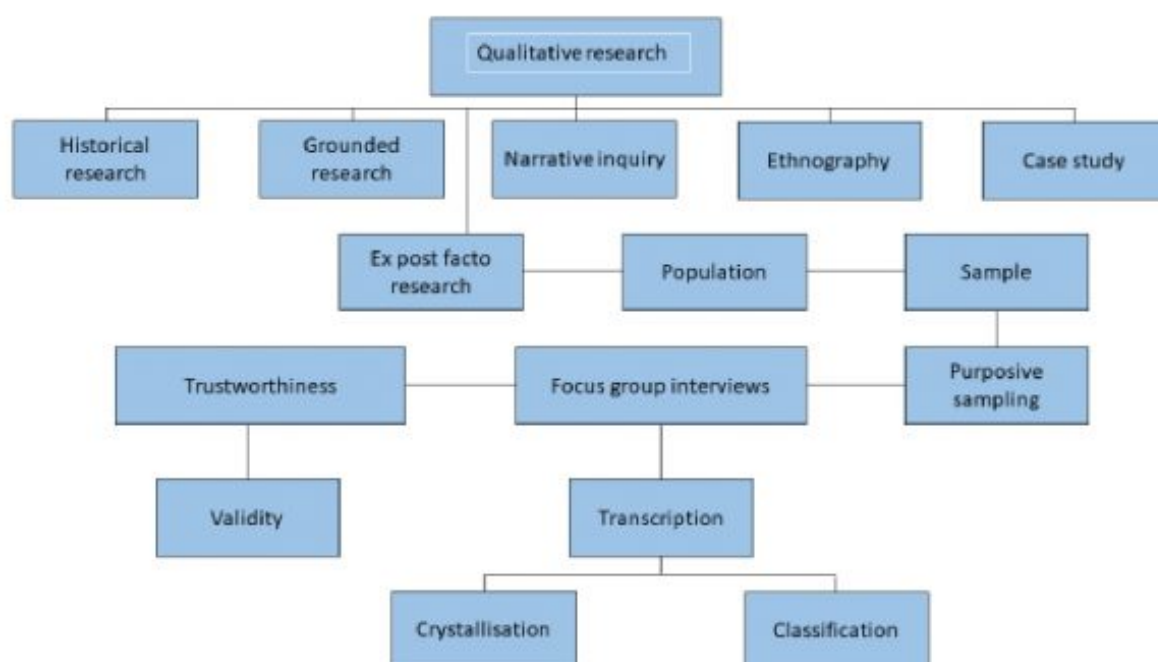 Qualitative research
Historical
research
Grounded
research
Narrative inquiry
Ethnography
Case study
Ex post facto
research
Population
Sample
Trustworthiness
Focus group interviews
Purposive
sampling
Validity
Transcription
Crystallisation
Classification